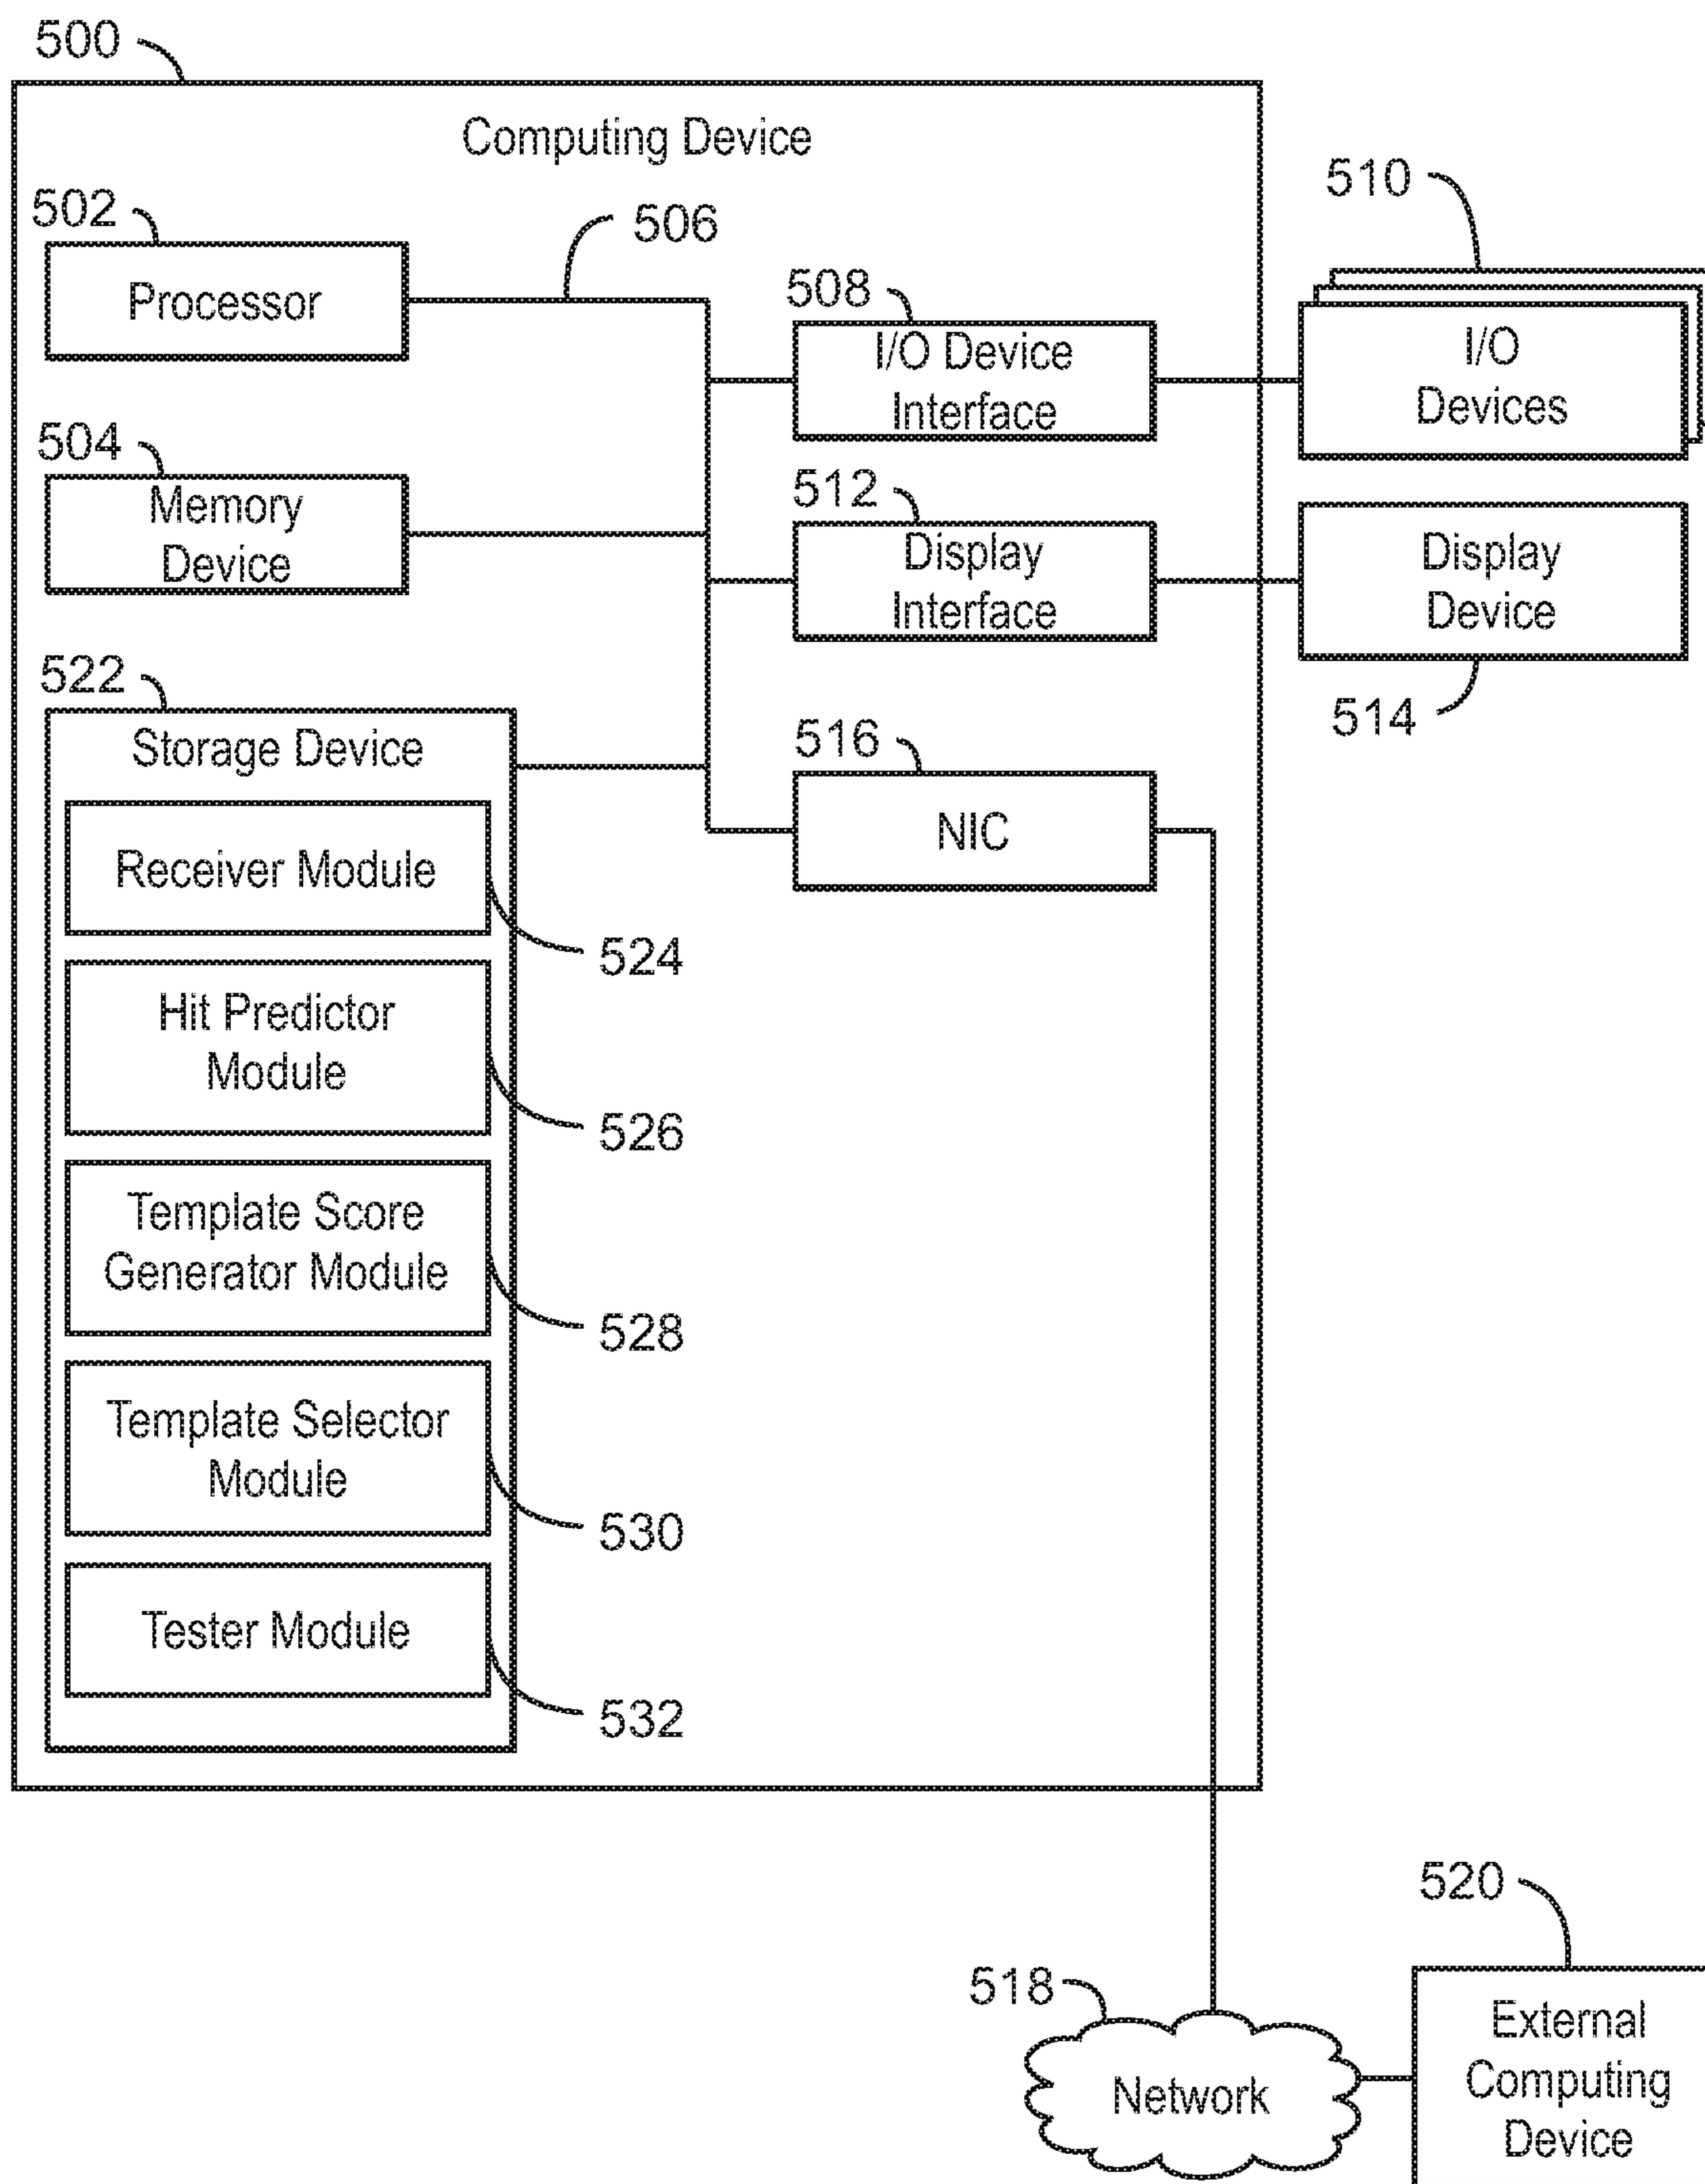 500
Computing Device
502
506
510
Processor
508
I/O Device
Interface
I/O
Devices
504
Memory
Device
512
Display
Interface
Display
Device
514
522
Storage Device
516
NIC
Receiver Module
524
Hit Predictor
Module
526
Template Score
Generator Module
528
Template Selector
Module
530
Tester Module
532
520
518
Network
External
Computing
Device